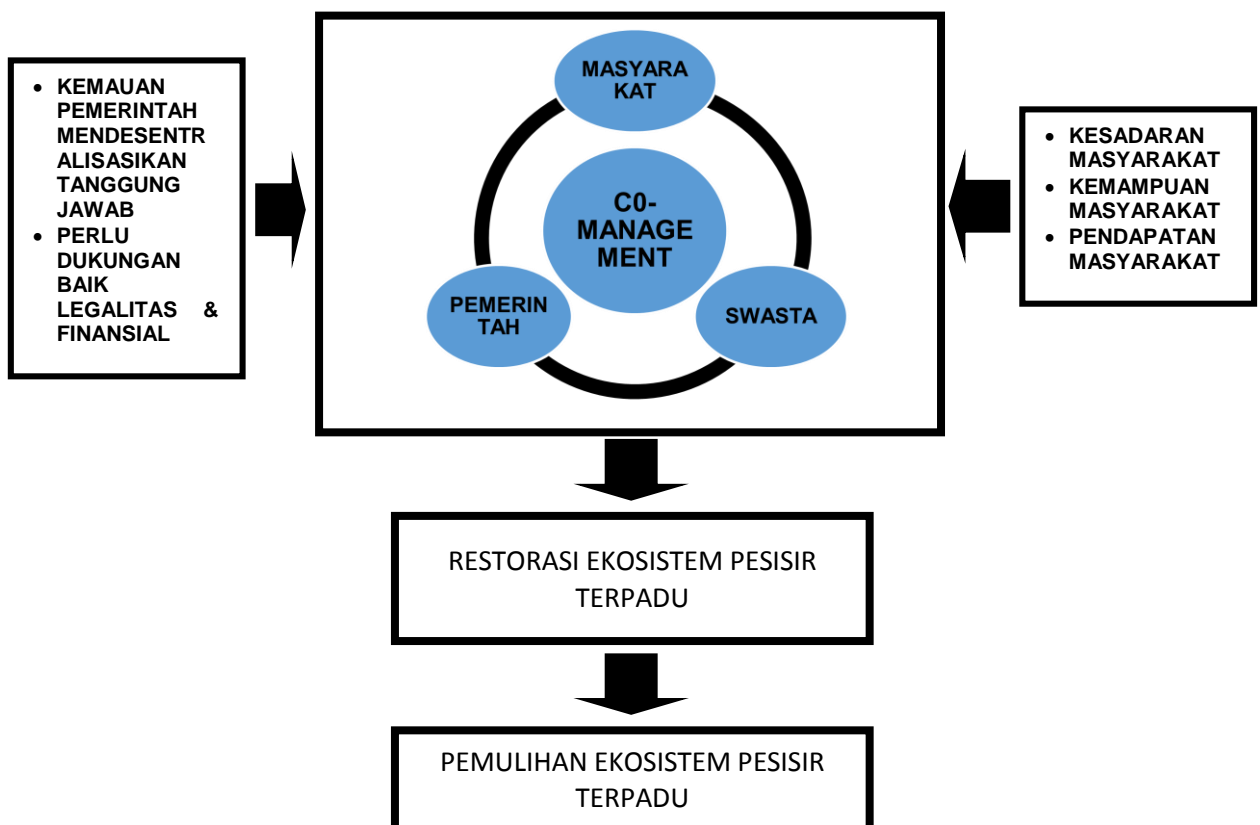 • KEMAUAN
PEMERINTAH
MENDESENTR
ALISASIKAN
TANGGUNG
JAWAB
• PERLU
DUKUNGAN
BAIK
LEGALITAS &
FINANSIAL
MASYARA
KAT
C0-
MANAGE
MENT
PEMERIN
TAH
SWASTA
• KESADARAN
MASYARAKAT
• KEMAMPUAN
MASYARAKAT
• PENDAPATAN
MASYARAKAT
RESTORASI EKOSISTEM PESISIR
TERPADU
PEMULIHAN EKOSISTEM PESISIR
TERPADU